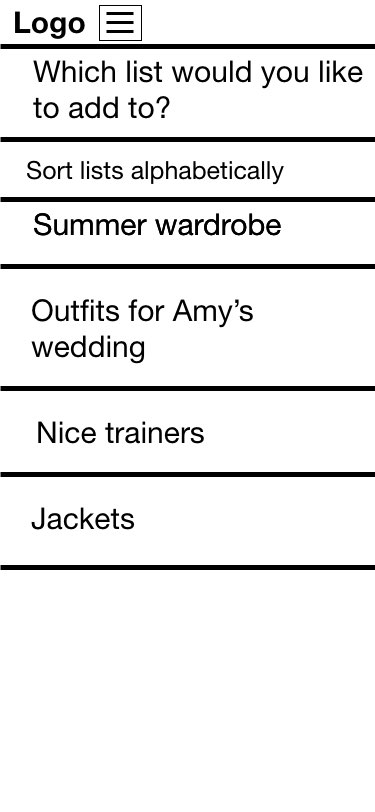 Logo
Which list would you like
to add to?
Sort lists alphabetically
Summer wardrobe
Outfits for Amy’s
wedding
Nice trainers
Jackets